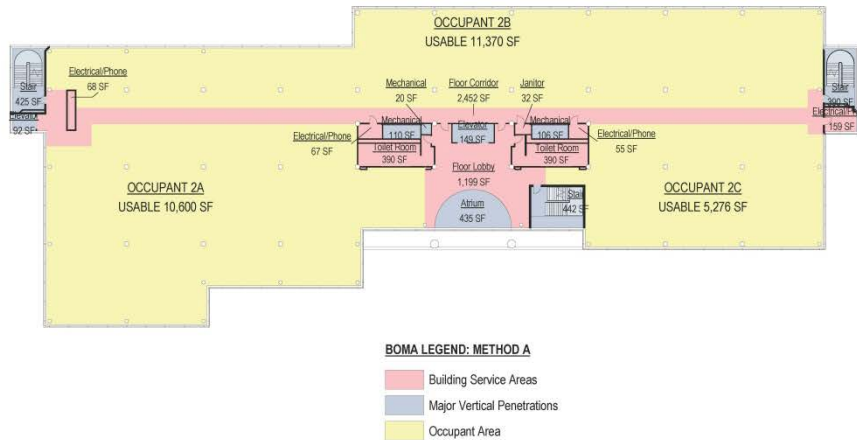 OCCUPANT 2B
USABLE 11,370 SF
Electrical/Phone
68 SF
Stair
425 SF
Elevator
92 SF
Mechanical
20 SF
Floor Corridor
2,452 SF
Janitor
32 SF
Stair
390 SF
Electrical/Ph
159 SF
Electrical/Phone
67 SF
Mechanical
110 SF
Elevator
149 SF
Mechanical
106 SF
Electrical/Phone
55 SF
Toilet Room
390 SF
Toilet Room
390 SF
Floor Lobby
1,199 SF
OCCUPANT 2A
USABLE 10,600 SF
Atrium
435 SF
Stair
442 SF
OCCUPANT 2C
USABLE 5,276 SF
BOMA LEGEND: METHOD A
Building Service Areas
Major Vertical Penetrations
Occupant Area